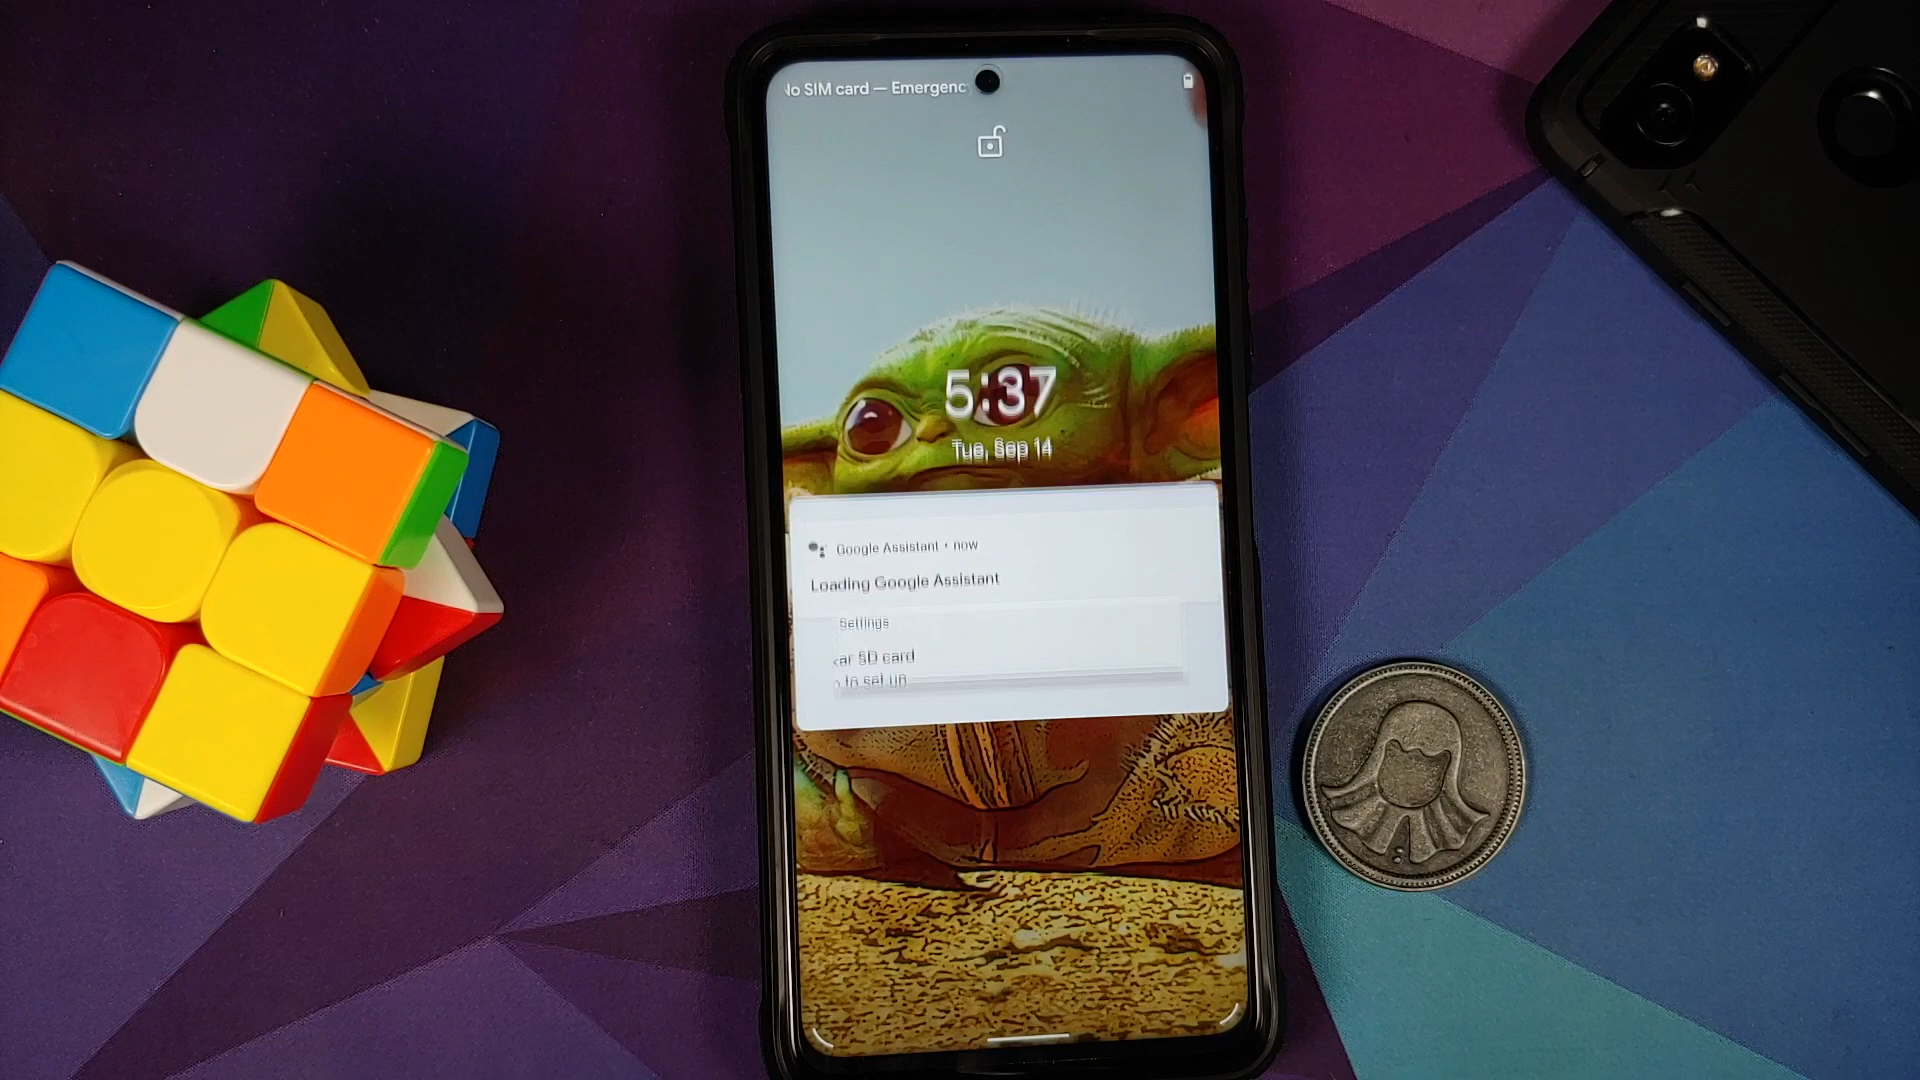 No SIM card — Emergenc
5:37
Tue, Sep 14
Google Assistant • now
Loading Google Assistant
Settings
SD card
to set up